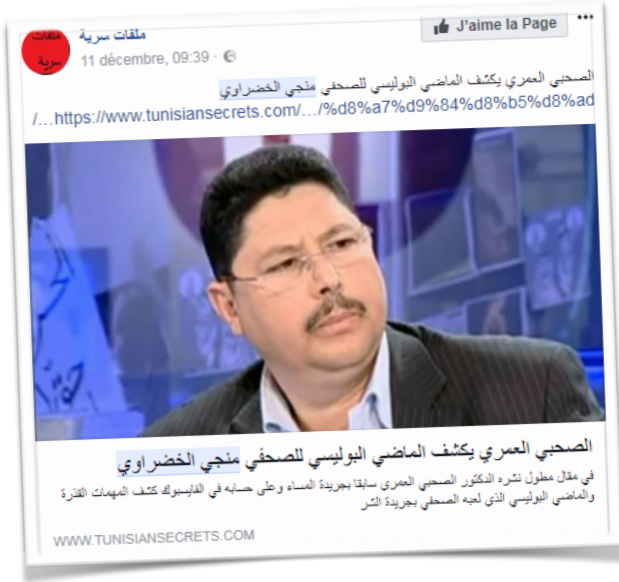 ملفات سرية
ملفات
سرية
J'aime la Page
11 décembre, 09:39
الصحبي العمري يكشف الماضي البوليسي للصحفي منجي الخضراوي
https://www.tunisiansecrets.com/…/%d8%a7%d9%84%d8%b5%d8%ad…/
الصحبي العمري يكشف الماضي البوليسي للصحفي منجي الخضراوي
في مقال مطول نشره الدكتور الصحبي العمري سابقا بجريدة المساء وعلى حسابه في الفايسبوك كشف المهمات القذرة
والماضي البوليسي الذي لعبه الصحفي بجريدة الشر
WWW.TUNISIANSECRETS.COM